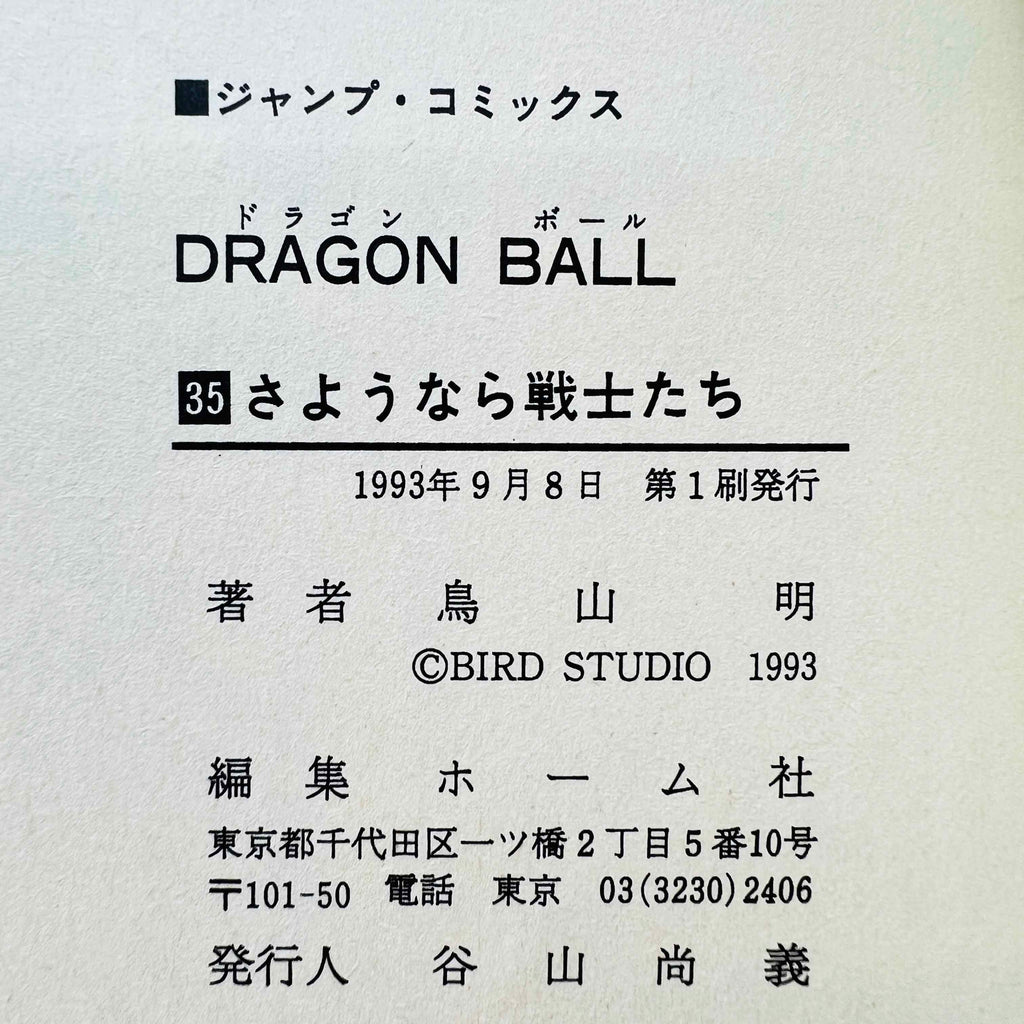 ■ジャンプ・コミックス
ドラゴン ボール
DRAGON BALL
35 さようなら戦士たち
1993年9月8日 第1刷発行
著者 鳥山 明
©BIRD STUDIO 1993
編集 ホーム社
東京都千代田区一ツ橋2丁目5番10号
〒101-50 電話 東京 03(3230)2406
発行人 谷山尚義